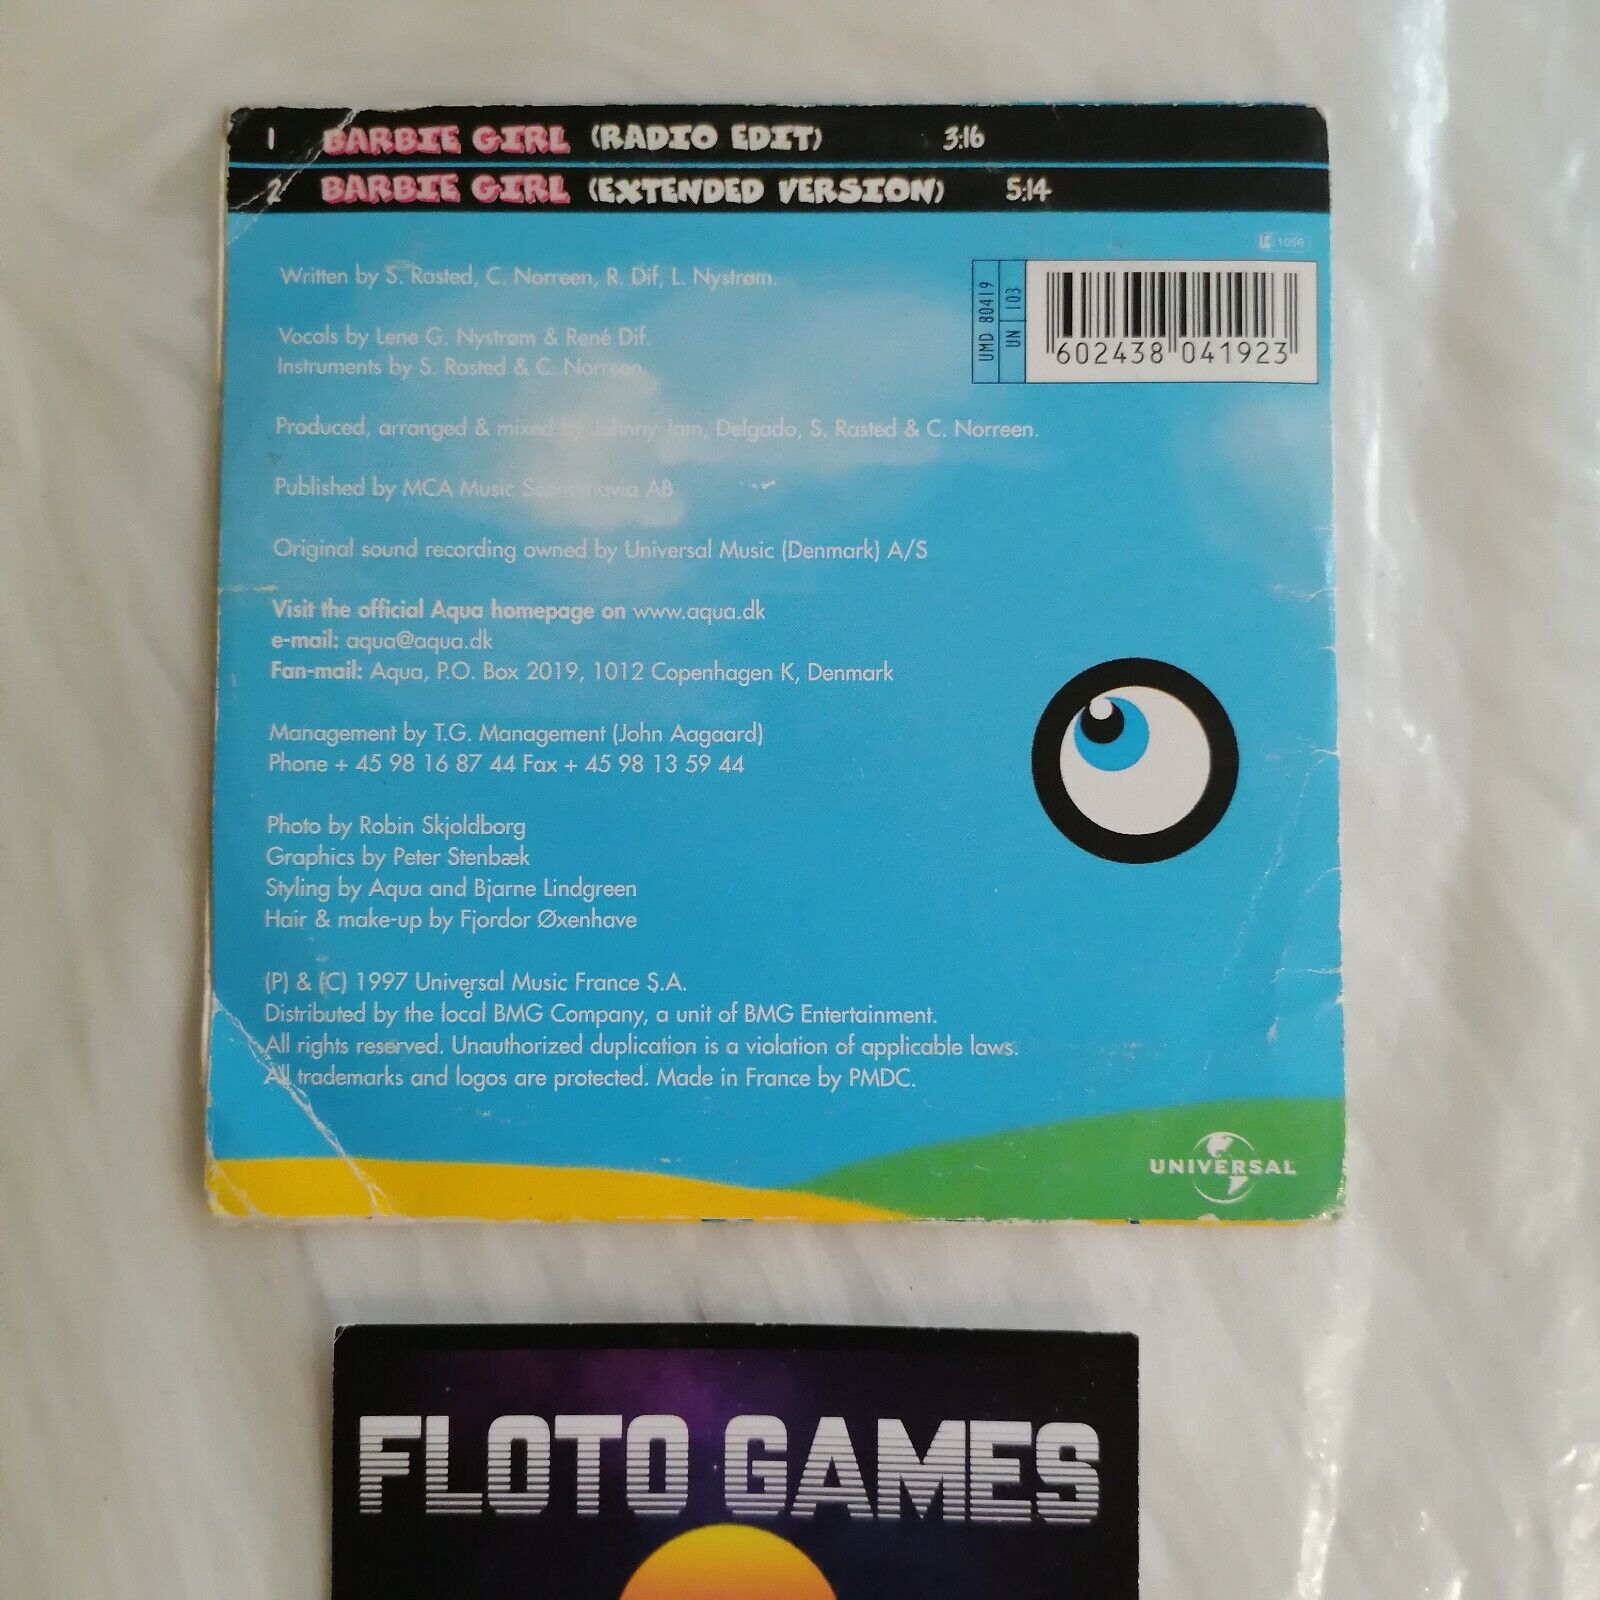 1 BARBIE GIRL (RADIO EDIT) 3:16
2 BARBIE GIRL (EXTENDED VERSION) 5:14
LC 1056
Written by S. Rasted, C. Norreen, R. Dif, L. Nystrøm.
UMD 80419
UN 103
602438 041923
Vocals by Lene G. Nystrøm & René Dif.
Instruments by S. Rasted & C. Norreen.
Produced, arranged & mixed by Johnny Jam, Delgado, S. Rasted & C. Norreen.
Published by MCA Music Scandinavia AB
Original sound recording owned by Universal Music (Denmark) A/S
Visit the official Aqua homepage on www.aqua.dk
e-mail: aqua@aqua.dk
Fan-mail: Aqua, P.O. Box 2019, 1012 Copenhagen K, Denmark
Management by T.G. Management (John Aagaard)
Phone + 45 98 16 87 44 Fax + 45 98 13 59 44
Photo by Robin Skjoldborg
Graphics by Peter Stenbæk
Styling by Aqua and Bjarne Lindgreen
Hair & make-up by Fjordor Øxenhave
(P) & (C) 1997 Universal Music France S.A.
Distributed by the local BMG Company, a unit of BMG Entertainment.
All rights reserved. Unauthorized duplication is a violation of applicable laws.
All trademarks and logos are protected. Made in France by PMDC.
UNIVERSAL
FLOTO GAMES